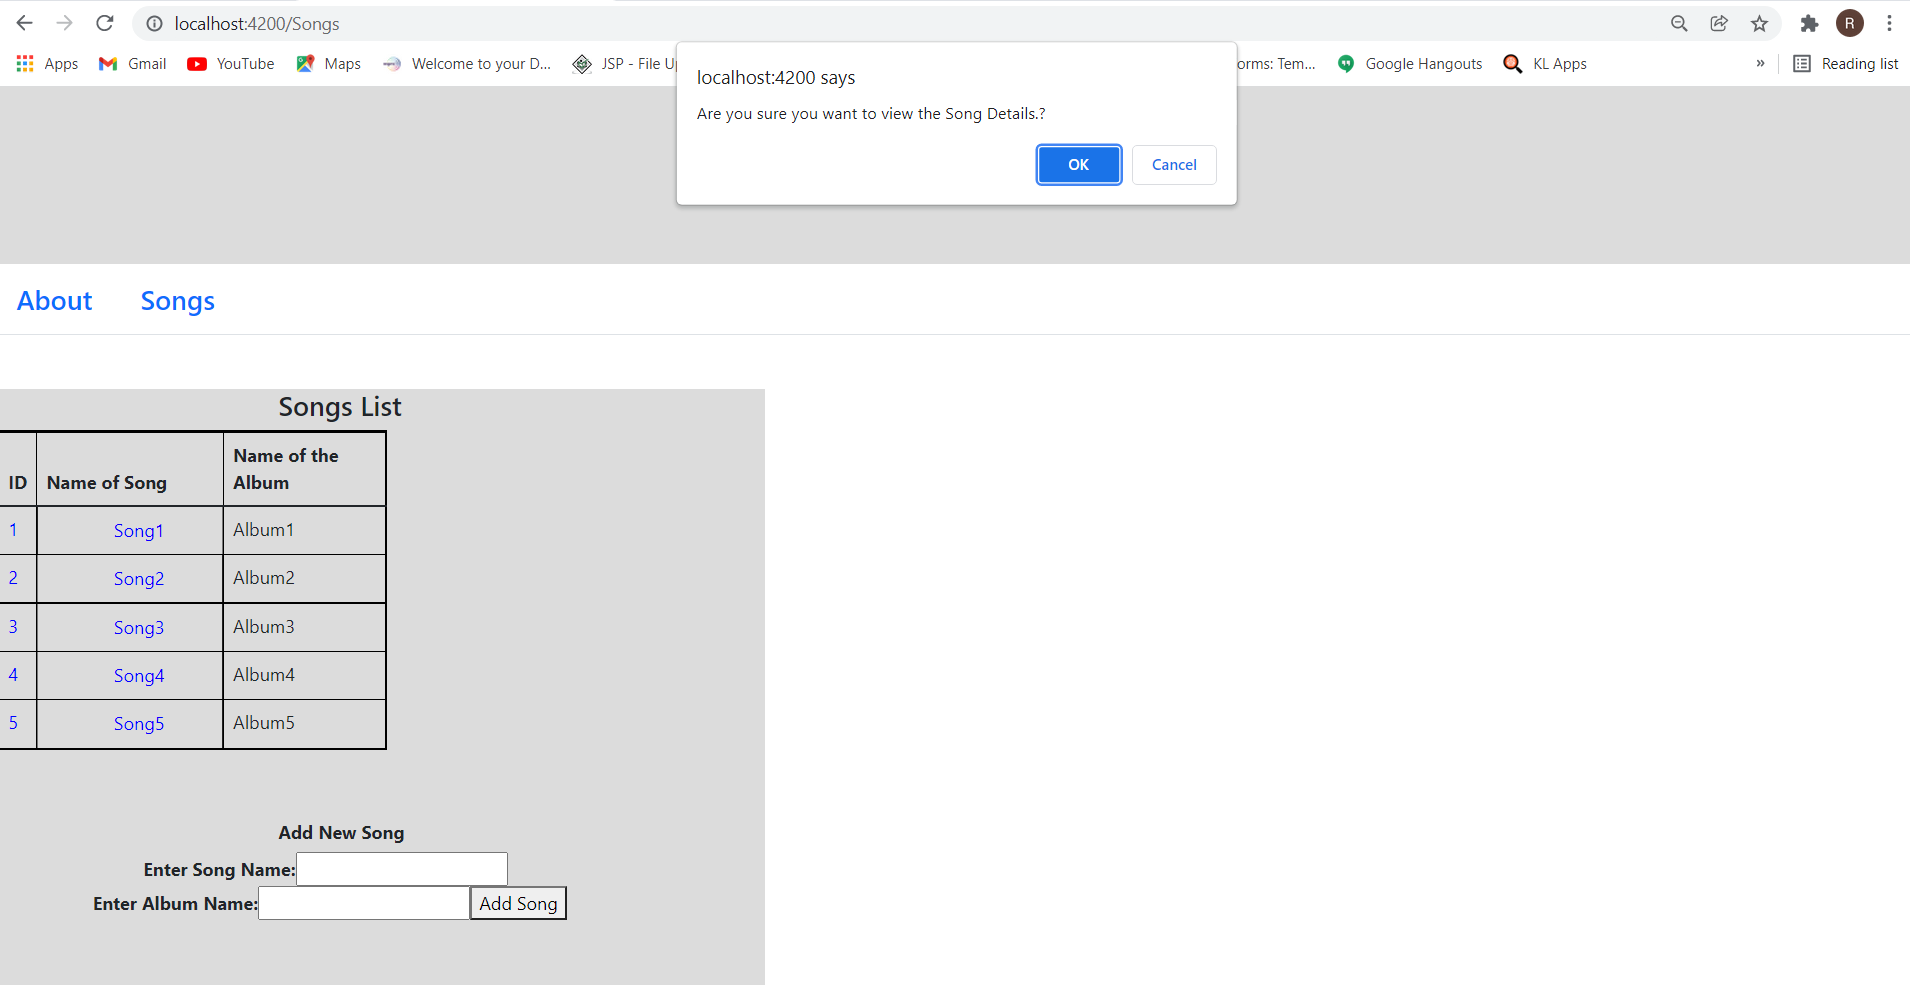 localhost:4200/Songs
R
Apps Gmail YouTube Maps Welcome to your D... JSP - File Up orms: Tem... Google Hangouts KL Apps » Reading list
localhost:4200 says
Are you sure you want to view the Song Details.?
OK Cancel
About Songs
Songs List
ID Name of Song Name of the Album
1 Song1 Album1
2 Song2 Album2
3 Song3 Album3
4 Song4 Album4
5 Song5 Album5
Add New Song
Enter Song Name:
Enter Album Name: Add Song